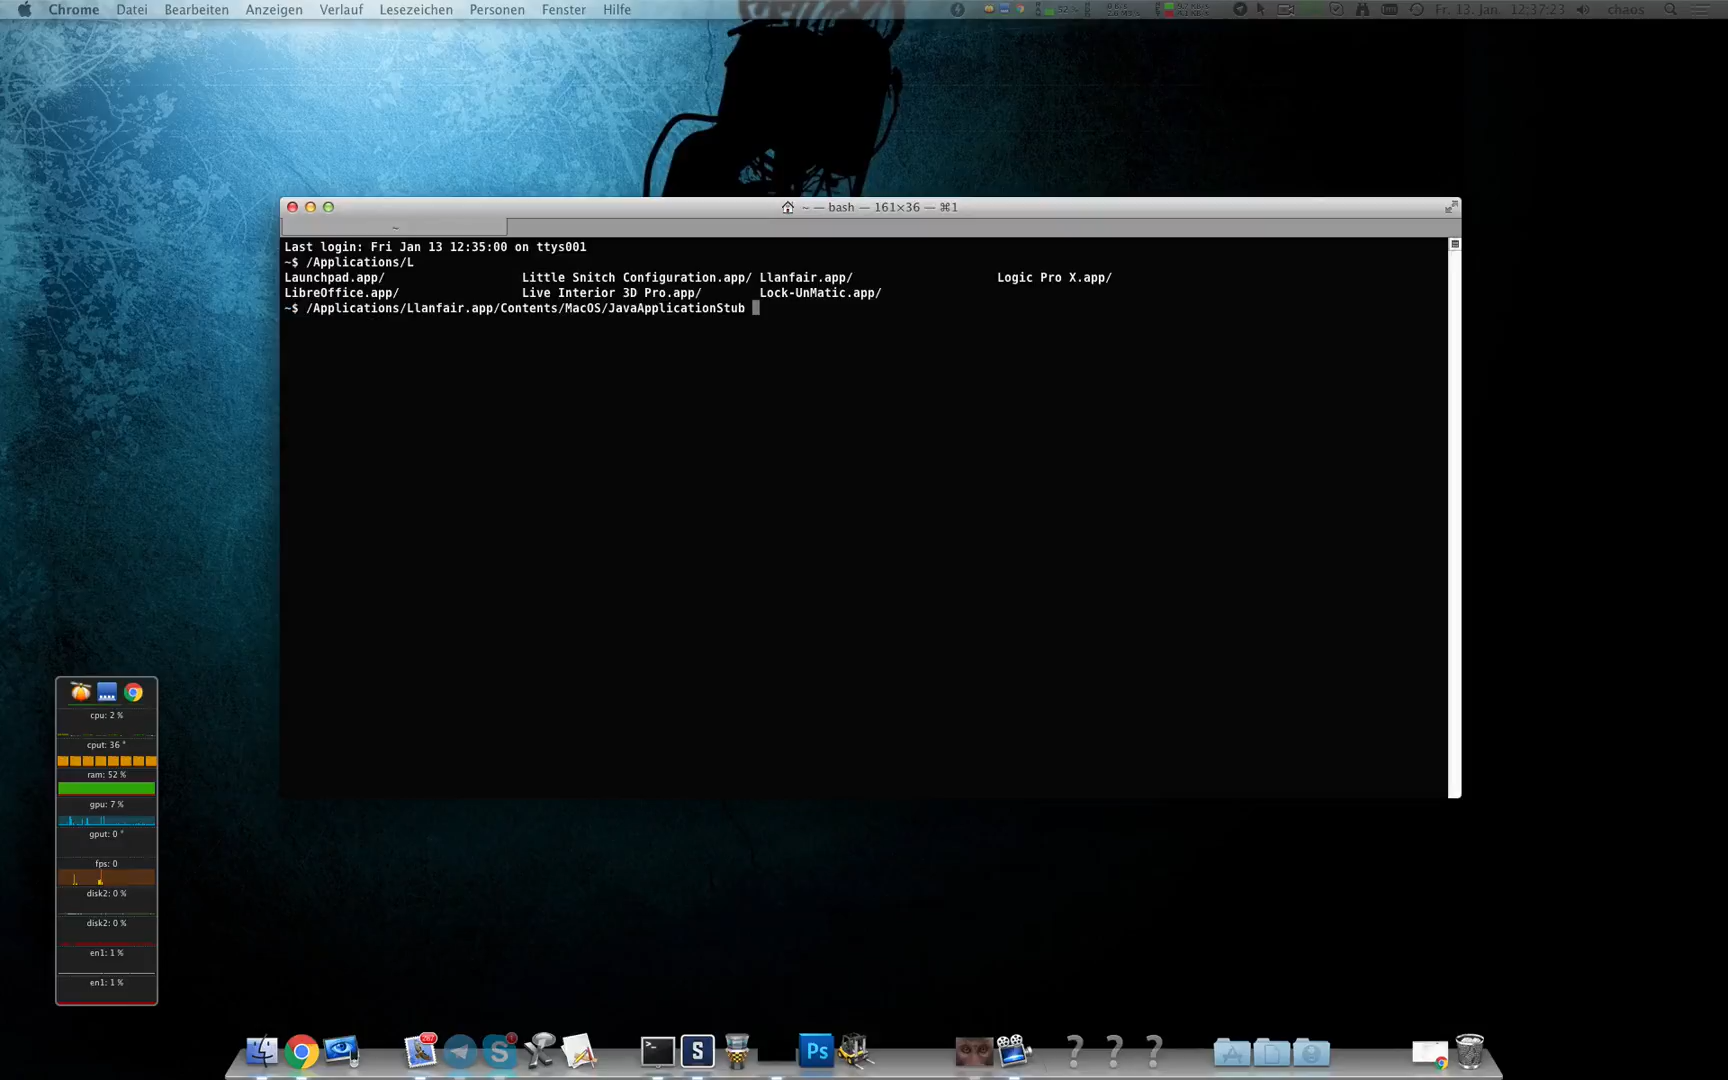 Chrome Datei Bearbeiten Anzeigen Verlauf Lesezeichen Personen Fenster Hilfe 52 % Fr. 13. Jan. 12:37:23 chaos
~ — bash — 161×36 — ⌘1
~
Last login: Fri Jan 13 12:35:00 on ttys001
~$ /Applications/L
Launchpad.app/ Little Snitch Configuration.app/ Llanfair.app/ Logic Pro X.app/
LibreOffice.app/ Live Interior 3D Pro.app/ Lock-UnMatic.app/
~$ /Applications/Llanfair.app/Contents/MacOS/JavaApplicationStub
cpu: 2 %
cput: 36 °
ram: 52 %
gpu: 7 %
gput: 0 °
fps: 0
disk2: 0 %
disk2: 0 %
en1: 1 %
en1: 1 %
S
Ps
? ? ?